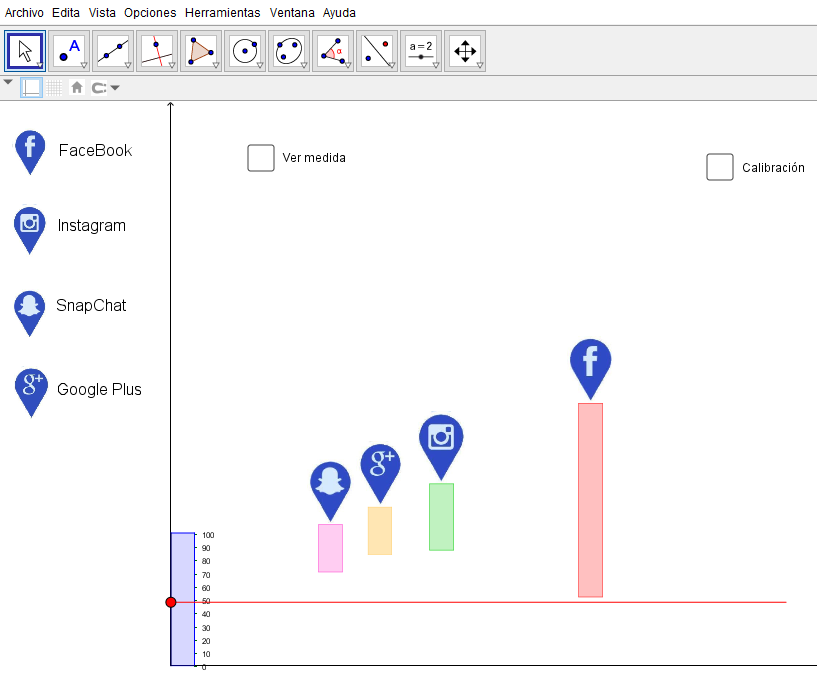 Archivo Edita Vista Opciones Herramientas Ventana Ayuda
A
α
a=2
FaceBook
Ver medida
Calibración
Instagram
SnapChat
g+ Google Plus
f
g+
100
90
80
70
60
50
40
30
20
10
0